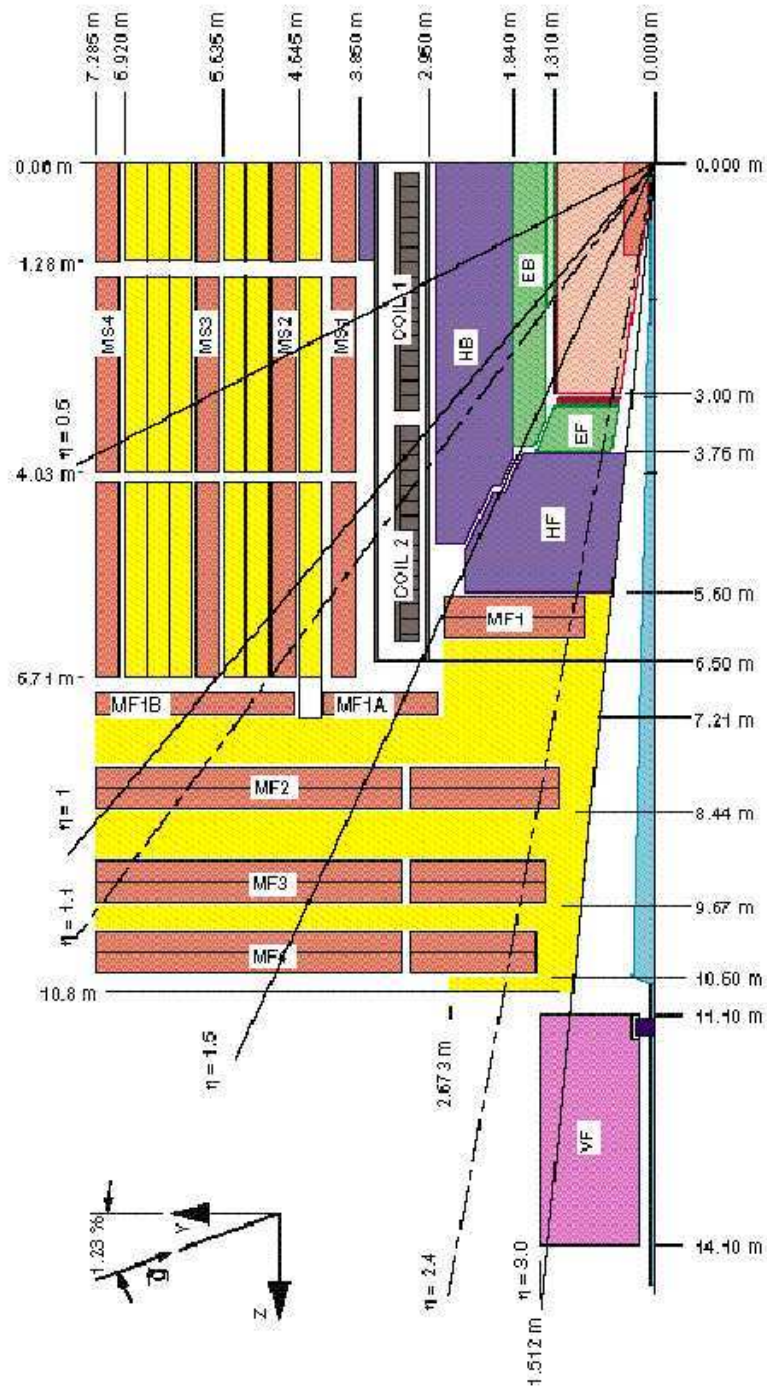 7.285 m
6.920 m
5.635 m
4.645 m
3.850 m
2.950 m
1.840 m
1.310 m
0.000 m
0.00 m
0.000 m
1.28 m
MS4
MS3
MS2
MS1
COIL 1
HB
EB
η = 0.5
3.00 m
EF
3.75 m
4.03 m
COIL 2
HF
5.60 m
MF1
6.50 m
6.71 m
MF1B
MF1A
7.21 m
MF2
η = 1
8.44 m
MF3
η = 1.1
9.67 m
MF4
10.60 m
10.8 m
11.10 m
η = 1.5
2.673 m
VF
1.23 %
Y
g
Z
14.10 m
η = 2.4
η = 3.0
1.512 m